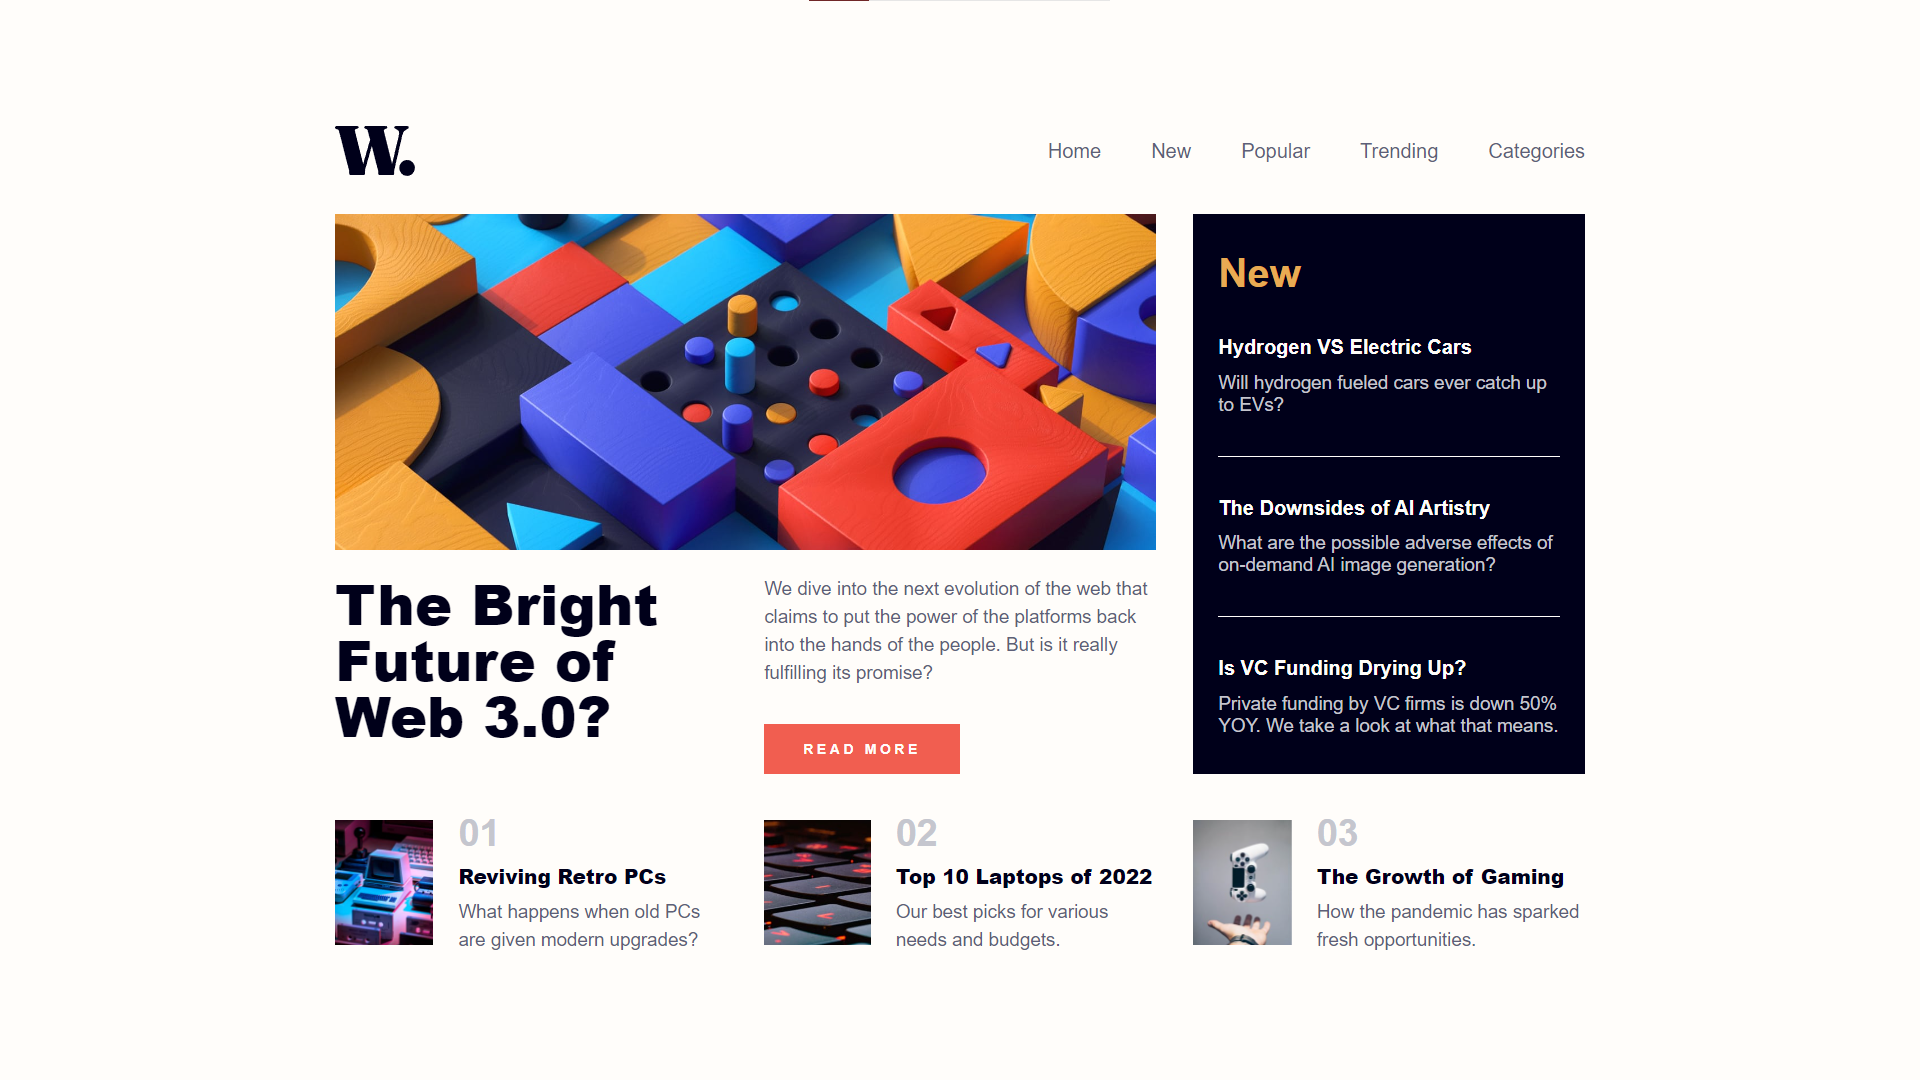 W.
Home New Popular Trending Categories
The Bright
Future of
Web 3.0?
We dive into the next evolution of the web that
claims to put the power of the platforms back
into the hands of the people. But is it really
fulfilling its promise?
READ MORE
New
Hydrogen VS Electric Cars
Will hydrogen fueled cars ever catch up
to EVs?
The Downsides of AI Artistry
What are the possible adverse effects of
on-demand AI image generation?
Is VC Funding Drying Up?
Private funding by VC firms is down 50%
YOY. We take a look at what that means.
01
Reviving Retro PCs
What happens when old PCs
are given modern upgrades?
02
Top 10 Laptops of 2022
Our best picks for various
needs and budgets.
03
The Growth of Gaming
How the pandemic has sparked
fresh opportunities.